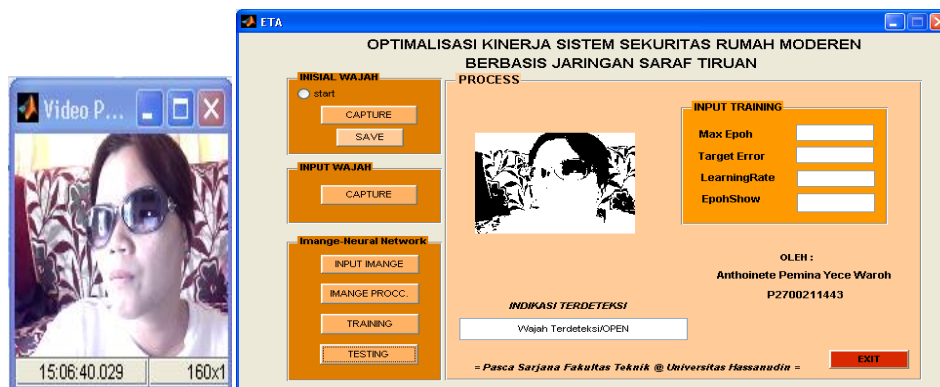 Video P...
15:06:40.029 160x1
ETA
OPTIMALISASI KINERJA SISTEM SEKURITAS RUMAH MODEREN
BERBASIS JARINGAN SARAF TIRUAN
INISIAL WAJAH
start
CAPTURE
SAVE
INPUT WAJAH
CAPTURE
Imange-Neural Network
INPUT IMANGE
IMANGE PROCC.
TRAINING
TESTING
PROCESS
INPUT TRAINING
Max Epoh
Target Error
LearningRate
EpohShow
OLEH :
Anthoinete Pemina Yece Waroh
P2700211443
INDIKASI TERDETEKSI
Wajah Terdeteksi/OPEN
EXIT
= Pasca Sarjana Fakultas Teknik @ Universitas Hassanudin =